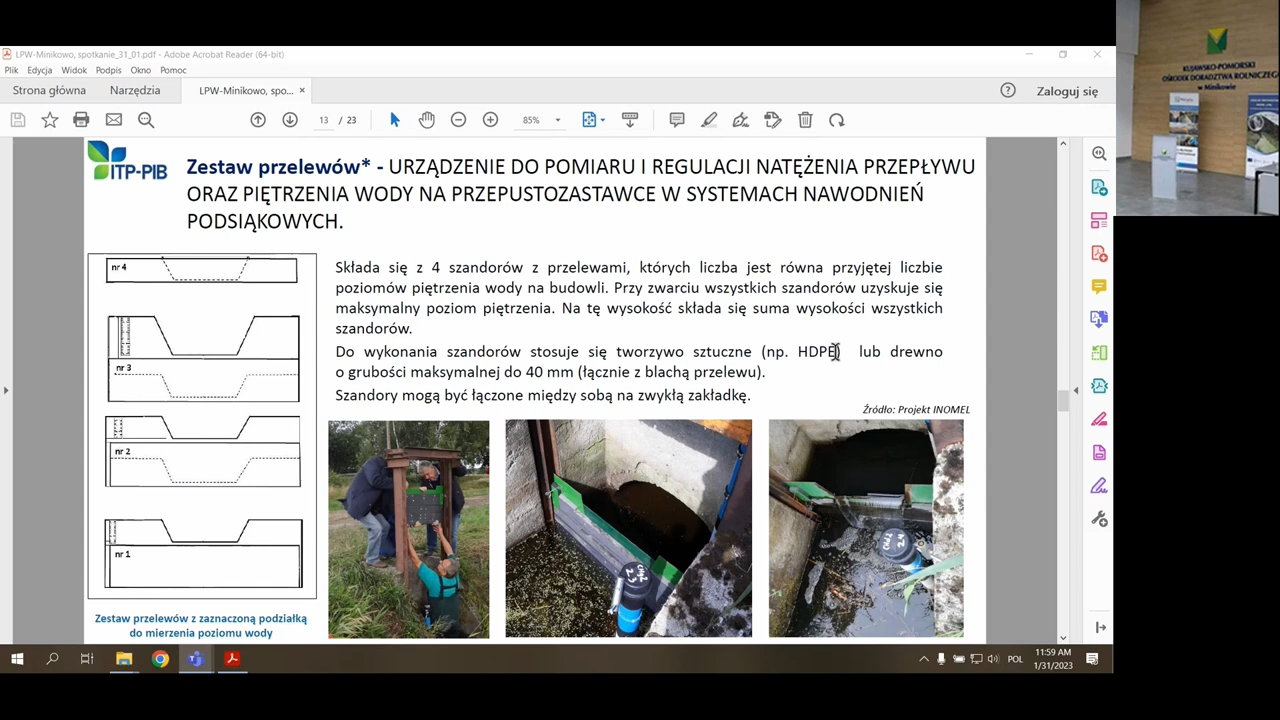 LPW-Minikowo, spotkanie_31_01.pdf - Adobe Acrobat Reader (64-bit)
Plik Edycja Widok Podpis Okno Pomoc
Strona główna Narzędzia LPW-Minikowo, spo... × Zaloguj się
13 / 23 85%
ITP-PIB
Zestaw przelewów* - URZĄDZENIE DO POMIARU I REGULACJI NATĘŻENIA PRZEPŁYWU
ORAZ PIĘTRZENIA WODY NA PRZEPUSTOZASTAWCE W SYSTEMACH NAWODNIEŃ
PODSIĄKOWYCH.
nr 4
nr 3
nr 2
nr 1
Zestaw przelewów z zaznaczoną podziałką
do mierzenia poziomu wody
Składa się z 4 szandorów z przelewami, których liczba jest równa przyjętej liczbie
poziomów piętrzenia wody na budowli. Przy zwarciu wszystkich szandorów uzyskuje się
maksymalny poziom piętrzenia. Na tę wysokość składa się suma wysokości wszystkich
szandorów.
Do wykonania szandorów stosuje się tworzywo sztuczne (np. HDPE) lub drewno
o grubości maksymalnej do 40 mm (łącznie z blachą przelewu).
Szandory mogą być łączone między sobą na zwykłą zakładkę.
Źródło: Projekt INOMEL
KUJAWSKO-POMORSKI
OŚRODEK DORADZTWA ROLNICZEGO
w Minikowie
POL
11:59 AM
1/31/2023